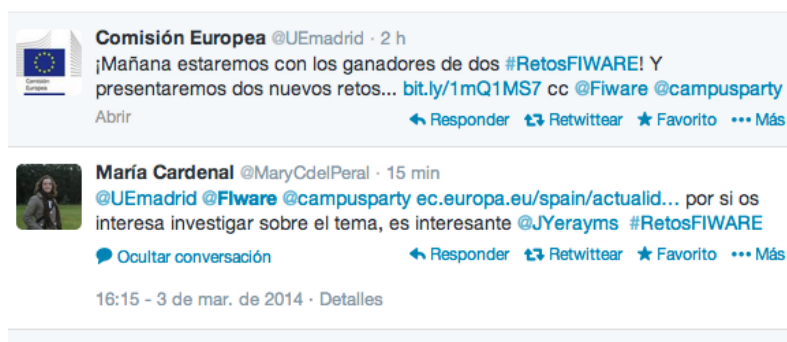 Comisión Europea @UEmadrid · 2 h
¡Mañana estaremos con los ganadores de dos #RetosFIWARE! Y
presentaremos dos nuevos retos... bit.ly/1mQ1MS7 cc @Fiware @campusparty
Abrir Responder Retwittear Favorito Más
Comisión
Europea
María Cardenal @MaryCdelPeral · 15 min
@UEmadrid @FIware @campusparty ec.europa.eu/spain/actualid... por si os
interesa investigar sobre el tema, es interesante @JYerayms #RetosFIWARE
Ocultar conversación Responder Retwittear Favorito Más
16:15 - 3 de mar. de 2014 · Detalles